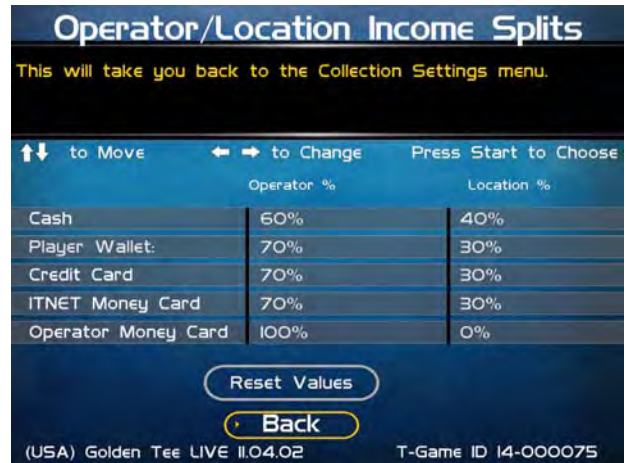 Operator/Location Income Splits
This will take you back to the Collection Settings menu.
to Move to Change Press Start to Choose
Operator % Location %
Cash 60% 40%
Player Wallet: 70% 30%
Credit Card 70% 30%
ITNET Money Card 70% 30%
Operator Money Card 100% 0%
Reset Values
Back
(USA) Golden Tee LIVE 11.04.02 T-Game ID 14-000075